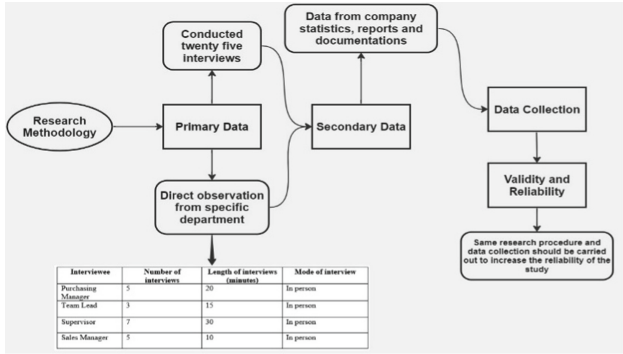 Conducted
twenty five
interviews
Data from company
statistics, reports and
documentations
Research
Methodology
Primary Data
Secondary Data
Data Collection
Direct observation
from specific
department
Validity and
Reliability
Same research procedure and
data collection should be carried
out to increase the reliability of the
study
Interviewee Number of interviews Length of interviews (minutes) Mode of interview
Purchasing Manager 5 20 In person
Team Lead 3 15 In person
Supervisor 7 30 In person
Sales Manager 5 10 In person